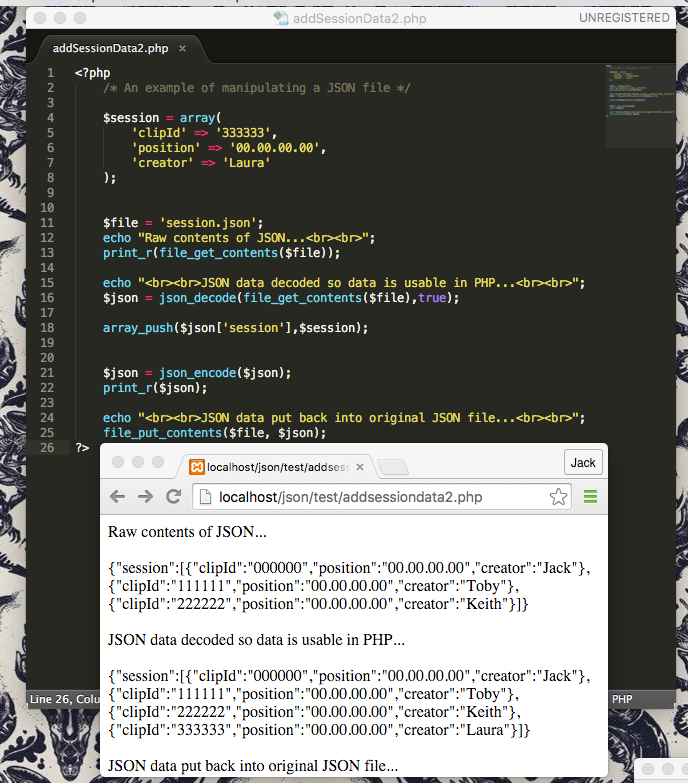 addSessionData2.php
UNREGISTERED
addSessionData2.php ×
1 <?php
2 /* An example of manipulating a JSON file */
3
4 $session = array(
5 'clipId' => '333333',
6 'position' => '00.00.00.00',
7 'creator' => 'Laura'
8 );
9
10
11 $file = 'session.json';
12 echo "Raw contents of JSON...<br><br>";
13 print_r(file_get_contents($file));
14
15 echo "<br><br>JSON data decoded so data is usable in PHP...<br><br>";
16 $json = json_decode(file_get_contents($file),true);
17
18 array_push($json['session'],$session);
19
20
21 $json = json_encode($json);
22 print_r($json);
23
24 echo "<br><br>JSON data put back into original JSON file...<br><br>";
25 file_put_contents($file, $json);
26 ?>
localhost/json/test/addsess ×
Jack
localhost/json/test/addsessiondata2.php
Raw contents of JSON...
{"session":[{"clipId":"000000","position":"00.00.00.00","creator":"Jack"},
{"clipId":"111111","position":"00.00.00.00","creator":"Toby"},
{"clipId":"222222","position":"00.00.00.00","creator":"Keith"}]}
JSON data decoded so data is usable in PHP...
{"session":[{"clipId":"000000","position":"00.00.00.00","creator":"Jack"},
{"clipId":"111111","position":"00.00.00.00","creator":"Toby"},
{"clipId":"222222","position":"00.00.00.00","creator":"Keith"},
{"clipId":"333333","position":"00.00.00.00","creator":"Laura"}]}
JSON data put back into original JSON file...
Line 26, Colu
PHP